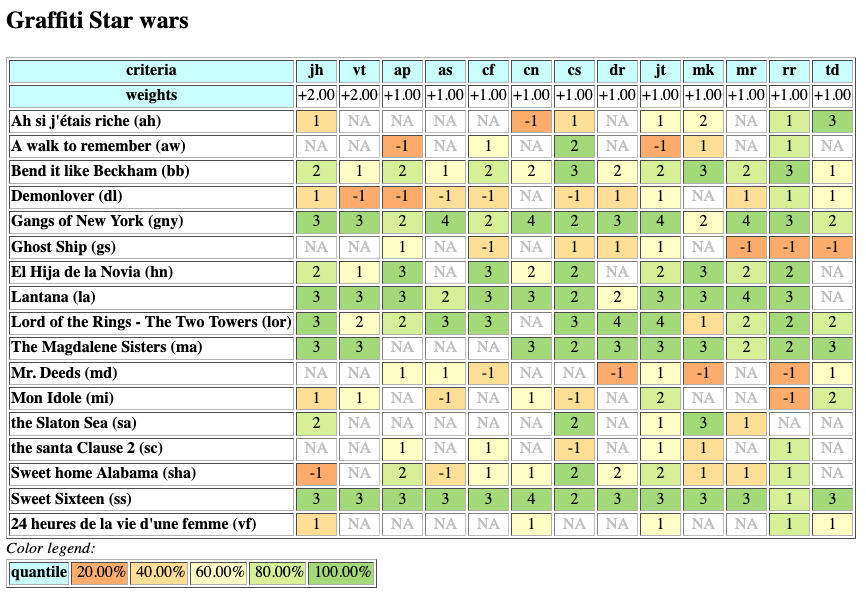 Graffiti Star wars
criteria jh vt ap as cf cn cs dr jt mk mr rr td
weights +2.00 +2.00 +1.00 +1.00 +1.00 +1.00 +1.00 +1.00 +1.00 +1.00 +1.00 +1.00 +1.00
Ah si j'étais riche (ah) 1 NA NA NA NA -1 1 NA 1 2 NA 1 3
A walk to remember (aw) NA NA -1 NA 1 NA 2 NA -1 1 NA 1 NA
Bend it like Beckham (bb) 2 1 2 1 2 2 3 2 2 3 2 3 1
Demonlover (dl) 1 -1 -1 -1 -1 NA -1 1 1 NA 1 1 1
Gangs of New York (gny) 3 3 2 4 2 4 2 3 4 2 4 3 2
Ghost Ship (gs) NA NA 1 NA -1 NA 1 1 1 NA -1 -1 -1
El Hija de la Novia (hn) 2 1 3 NA 3 2 2 NA 2 3 2 2 NA
Lantana (la) 3 3 3 2 3 3 2 2 3 3 4 3 NA
Lord of the Rings - The Two Towers (lor) 3 2 2 3 3 NA 3 4 4 1 2 2 2
The Magdalene Sisters (ma) 3 3 NA NA NA 3 2 3 3 3 2 2 3
Mr. Deeds (md) NA NA 1 1 -1 NA NA -1 1 -1 NA -1 1
Mon Idole (mi) 1 1 NA -1 NA 1 -1 NA 2 NA NA -1 2
the Slaton Sea (sa) 2 NA NA NA NA NA 2 NA 1 3 1 NA NA
the santa Clause 2 (sc) NA NA 1 NA 1 NA -1 NA 1 1 NA 1 NA
Sweet home Alabama (sha) -1 NA 2 -1 1 1 2 2 2 1 1 1 NA
Sweet Sixteen (ss) 3 3 3 3 3 4 2 3 3 3 3 1 3
24 heures de la vie d'une femme (vf) 1 NA NA NA NA 1 NA NA 1 NA NA 1 1
Color legend:
quantile 20.00% 40.00% 60.00% 80.00% 100.00%